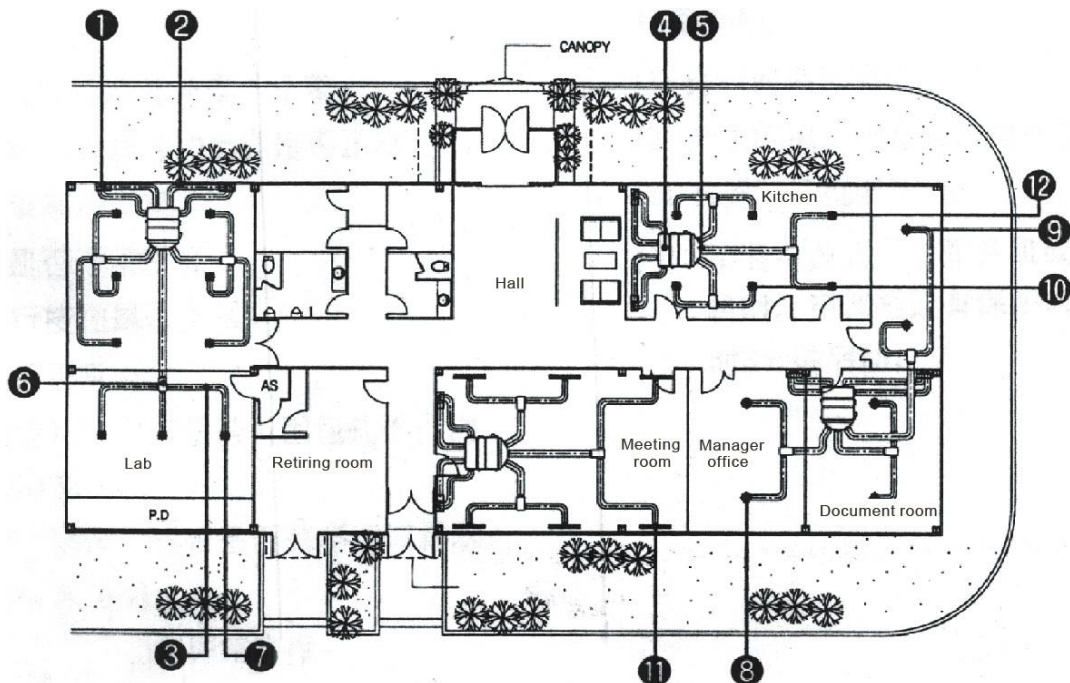 1 2 4 5
CANOPY
Kitchen
12
9
Hall
10
6
AS
Lab
Retiring room
Meeting
room
Manager
office
P.D
Document room
3 7 11 8